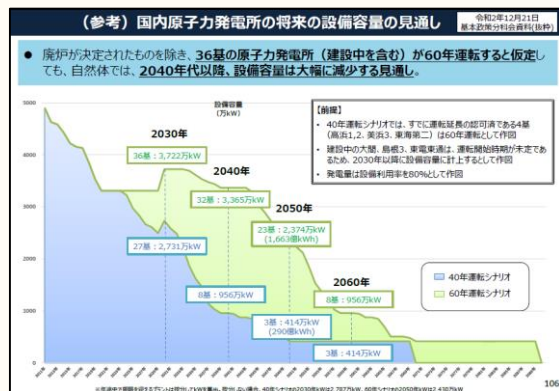 （参考）国内原子力発電所の将来の設備容量の見通し
令和2年12月21日
基本政策分科会資料(抜粋)
● 廃炉が決定されたものを除き、36基の原子力発電所（建設中を含む）が60年運転すると仮定し
ても、自然体では、2040年代以降、設備容量は大幅に減少する見通し。
設備容量
(万kW)
5000
4000
3000
2000
1000
0
【前提】
• 40年運転シナリオでは、すでに運転延長の認可済である4基
（高浜1,2、美浜3、東海第二）は60年運転として作図
• 建設中の大間、島根3、東電東通は、運転開始時期が未定であ
るため、2030年以降に設備容量に計上するとして作図
• 発電量は設備利用率を80%として作図
2030年
36基：3,722万kW
27基：2,731万kW
2040年
32基：3,365万kW
8基：956万kW
2050年
23基：2,374万kW
(1,663億kWh)
3基：414万kW
(290億kWh)
2060年
8基：956万kW
3基：414万kW
40年運転シナリオ
60年運転シナリオ
106